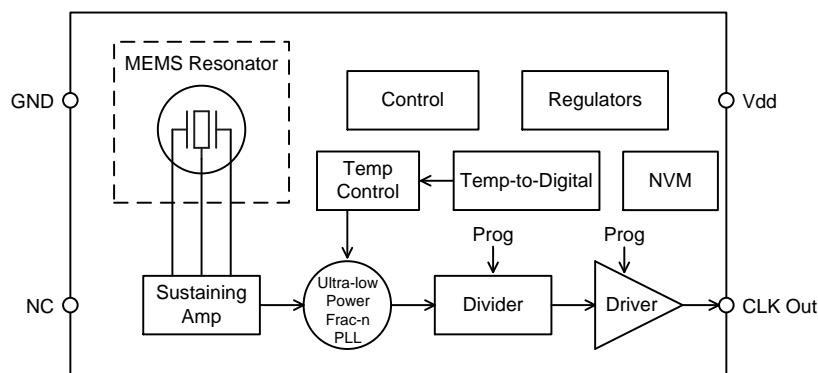 MEMS Resonator
GND
Control
Regulators
Vdd
Temp
Control
Temp-to-Digital
NVM
Prog
Prog
NC
Sustaining
Amp
Ultra-low
Power
Frac-n
PLL
Divider
Driver
CLK Out